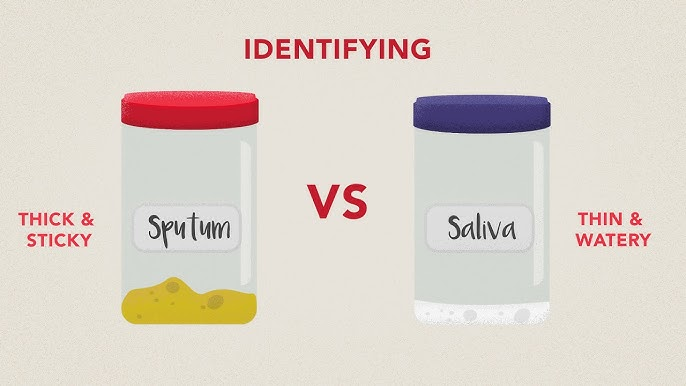 IDENTIFYING
THICK &
STICKY
Sputum
VS
Saliva
THIN &
WATERY